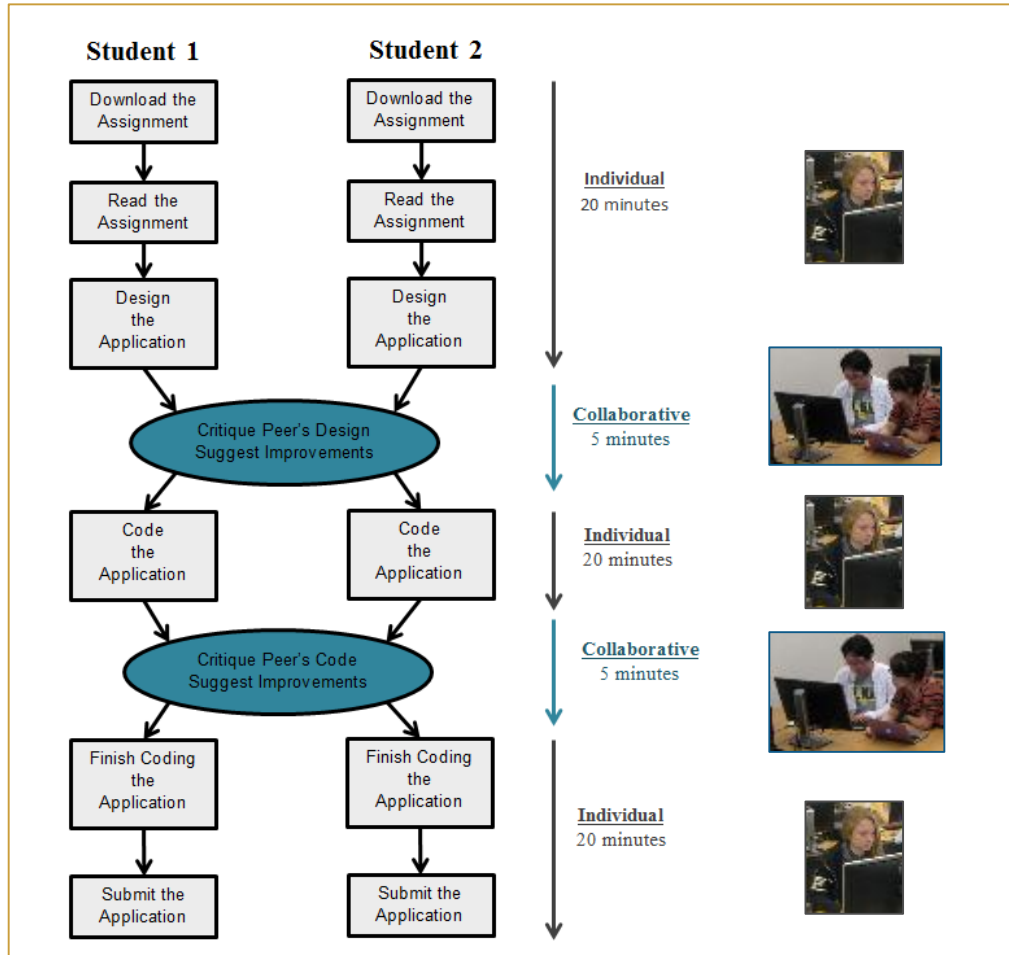 Student 1
Student 2
Download the
Assignment
Download the
Assignment
Read the
Assignment
Read the
Assignment
Individual
20 minutes
Design
the
Application
Design
the
Application
Critique Peer's Design
Suggest Improvements
Collaborative
5 minutes
Code
the
Application
Code
the
Application
Individual
20 minutes
Critique Peer's Code
Suggest Improvements
Collaborative
5 minutes
Finish Coding
the
Application
Finish Coding
the
Application
Individual
20 minutes
Submit the
Application
Submit the
Application